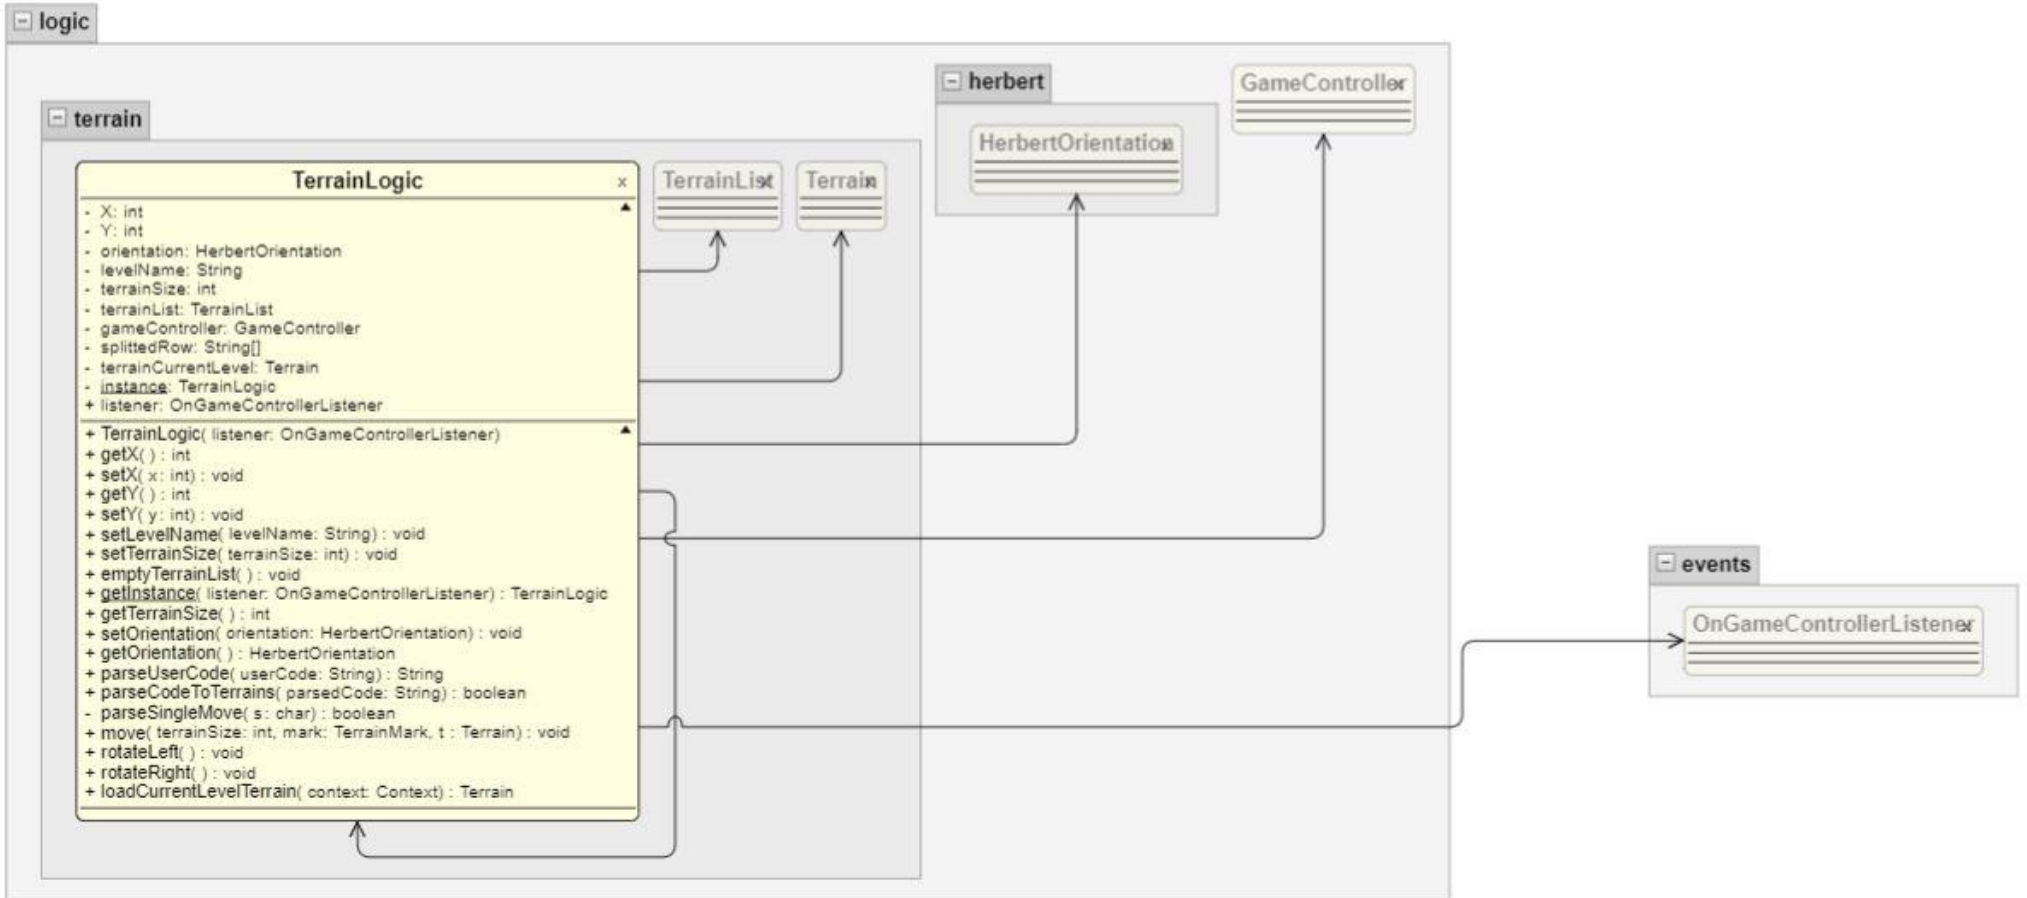 logic
terrain
TerrainLogic x
- X: int
- Y: int
- orientation: HerbertOrientation
- levelName: String
- terrainSize: int
- terrainList: TerrainList
- gameController: GameController
- splittedRow: String[]
- terrainCurrentLevel: Terrain
- instance: TerrainLogic
+ listener: OnGameControllerListener
+ TerrainLogic( listener: OnGameControllerListener)
+ getX( ) : int
+ setX( x: int) : void
+ getY( ) : int
+ setY( y: int) : void
+ setLevelName( levelName: String) : void
+ setTerrainSize( terrainSize: int) : void
+ emptyTerrainList( ) : void
+ getInstance( listener: OnGameControllerListener) : TerrainLogic
+ getTerrainSize( ) : int
+ setOrientation( orientation: HerbertOrientation) : void
+ getOrientation( ) : HerbertOrientation
+ parseUserCode( userCode: String) : String
+ parseCodeToTerrains( parsedCode: String) : boolean
- parseSingleMove( s: char) : boolean
+ move( terrainSize: int, mark: TerrainMark, t : Terrain) : void
+ rotateLeft( ) : void
+ rotateRight( ) : void
+ loadCurrentLevelTerrain( context: Context) : Terrain
TerrainList x
Terrain x
herbert
HerbertOrientation x
GameController x
events
OnGameControllerListener x